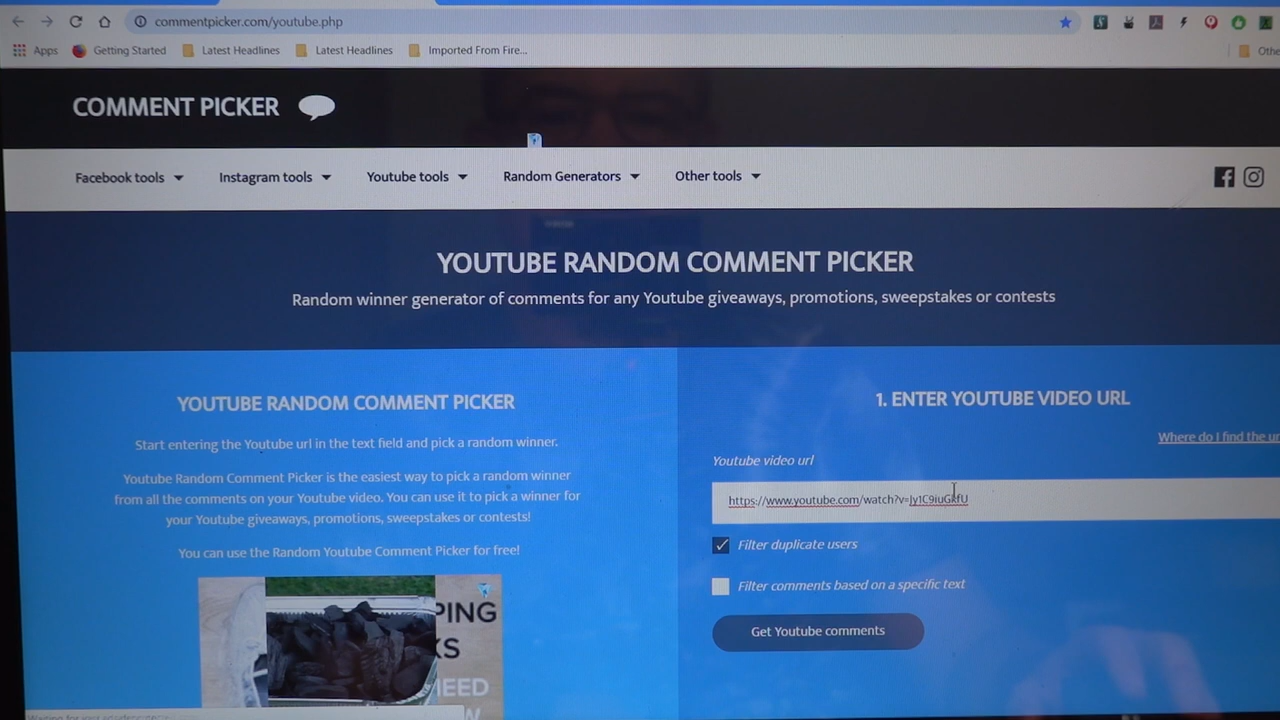 commentpicker.com/youtube.php
Apps Getting Started Latest Headlines Latest Headlines Imported From Fire...
COMMENT PICKER
Facebook tools Instagram tools Youtube tools Random Generators Other tools
YOUTUBE RANDOM COMMENT PICKER
Random winner generator of comments for any Youtube giveaways, promotions, sweepstakes or contests
YOUTUBE RANDOM COMMENT PICKER
Start entering the Youtube url in the text field and pick a random winner.
Youtube Random Comment Picker is the easiest way to pick a random winner
from all the comments on your Youtube video. You can use it to pick a winner for
your Youtube giveaways, promotions, sweepstakes or contests!
You can use the Random Youtube Comment Picker for free!
PING
KS
NEED
1. ENTER YOUTUBE VIDEO URL
Where do I find the ur
Youtube video url
https://www.youtube.com/watch?v=Jy1C9iuGkfU
Filter duplicate users
Filter comments based on a specific text
Get Youtube comments